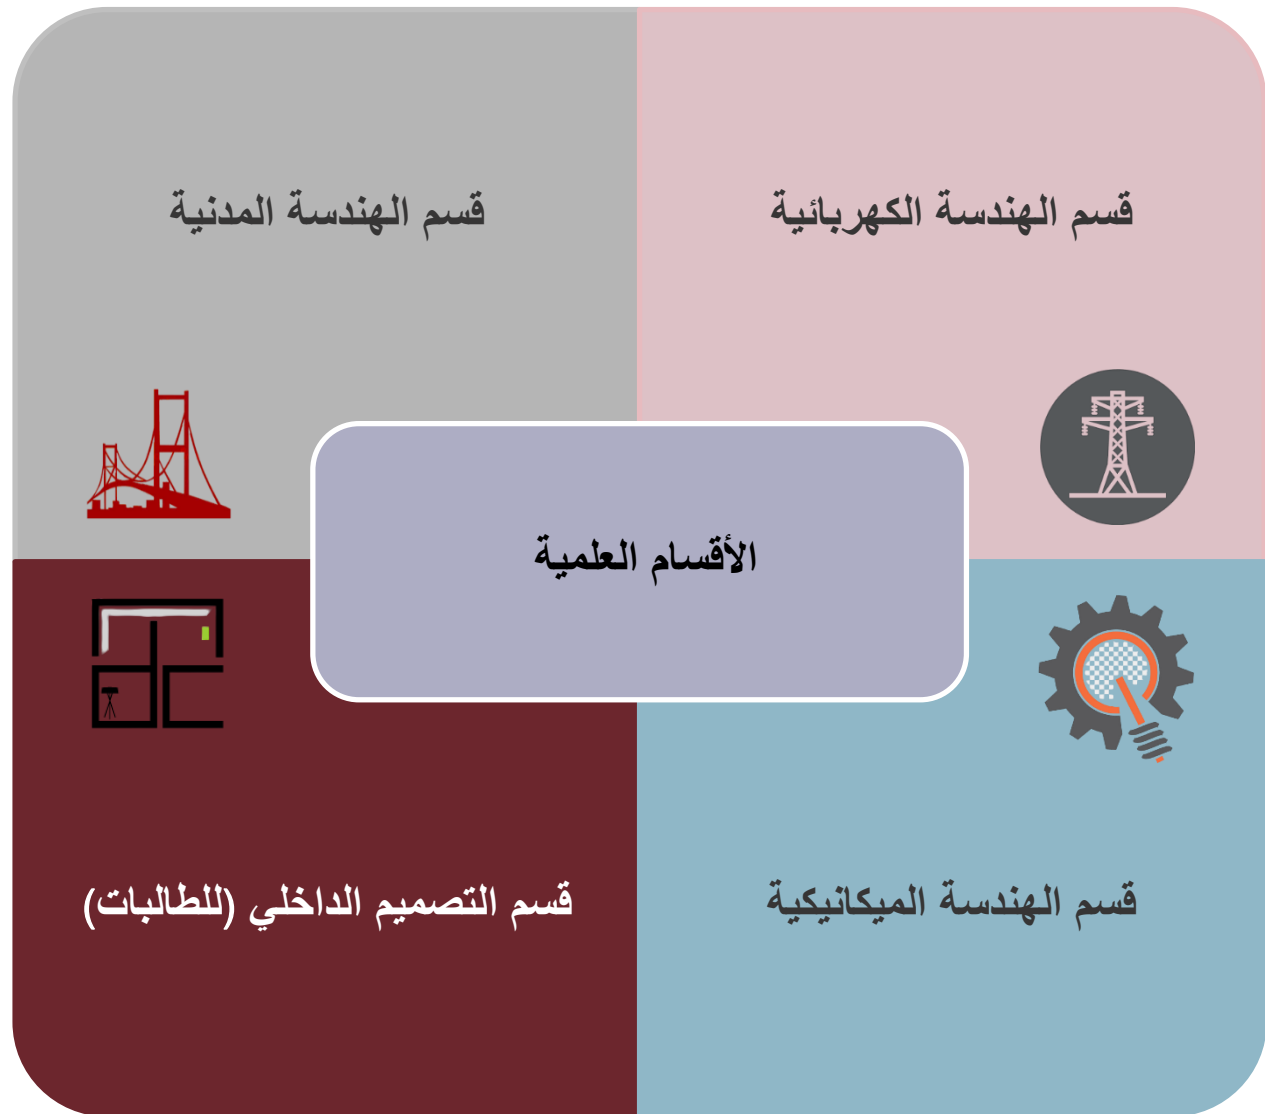 قسم الهندسة الكهربائية
قسم الهندسة المدنية
الأقسام العلمية
قسم الهندسة الميكانيكية
قسم التصميم الداخلي (للطالبات)